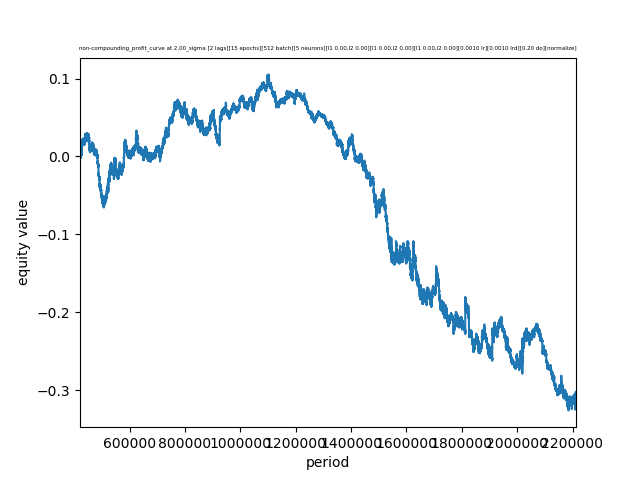 non-compounding_profit_curve at 2.00_sigma [2 lags][15 epochs][512 batch][5 neurons][l1 0.00,l2 0.00][l1 0.00,l2 0.00][l1 0.00,l2 0.00][0.0010 lr][0.0010 lrd][0.20 do][normalize]
0.1
0.0
−0.1
−0.2
−0.3
equity value
600000 800000 1000000 1200000 1400000 1600000 1800000 2000000 2200000
period